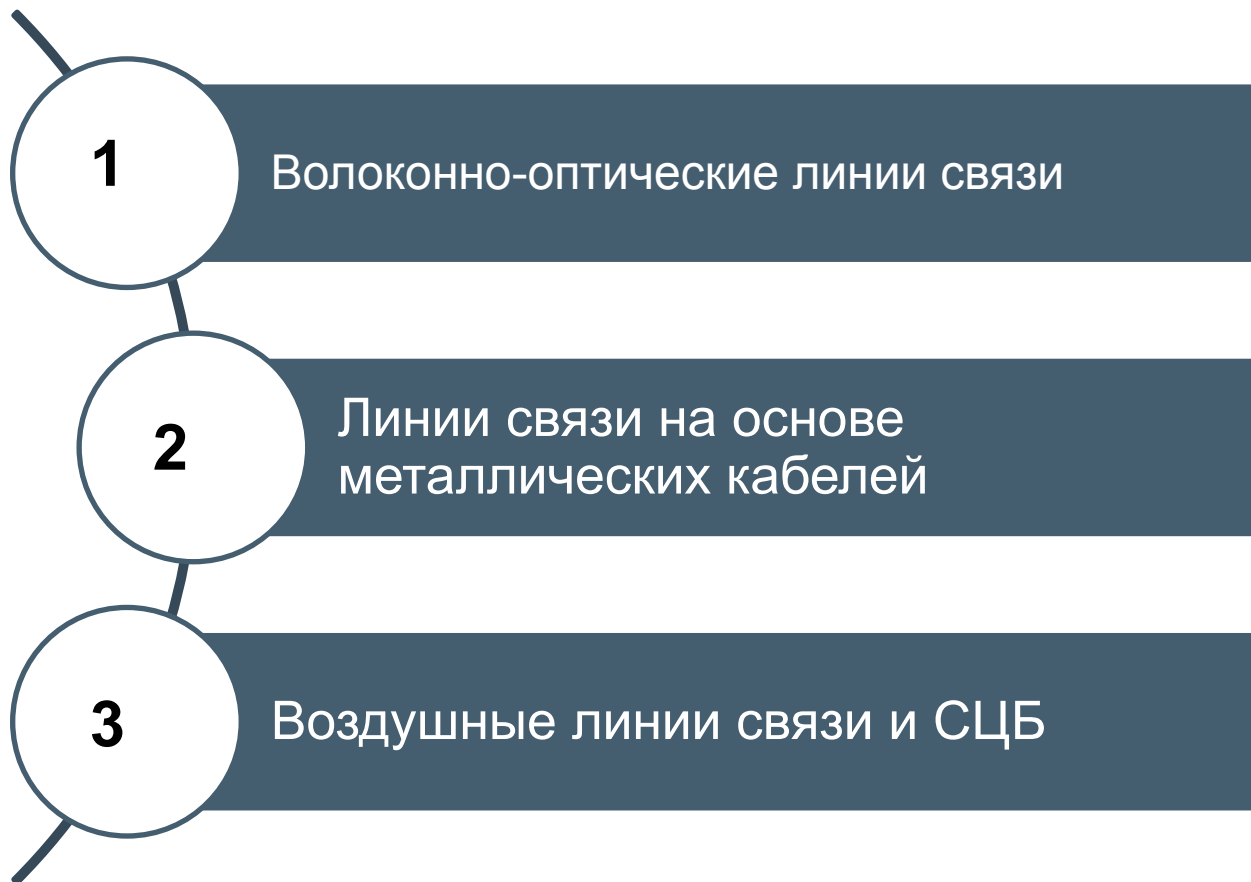 1
Волоконно-оптические линии связи
2
Линии связи на основе
металлических кабелей
3
Воздушные линии связи и СЦБ